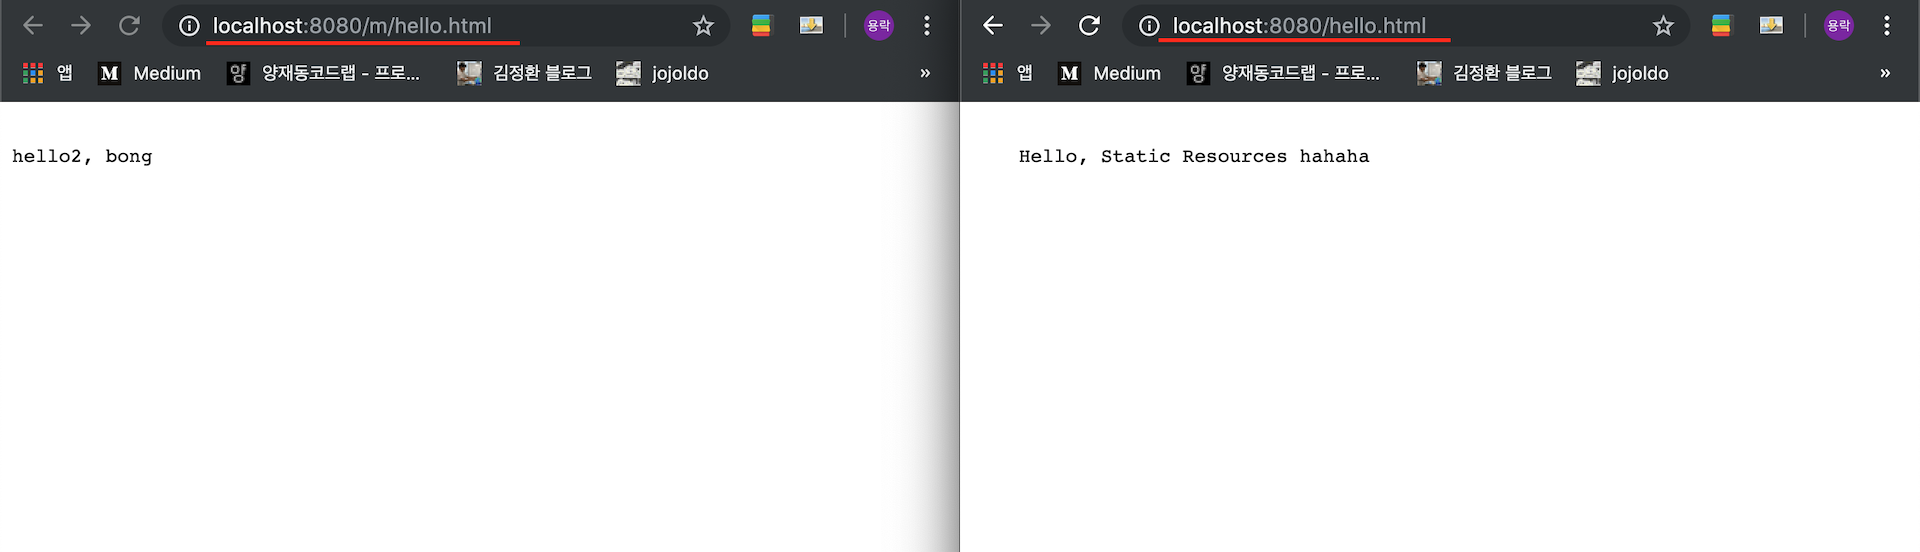 localhost:8080/m/hello.html
용락
앱 M Medium 양 양재동코드랩 - 프로... 김정환 블로그 jojoldo »
hello2, bong
localhost:8080/hello.html
용락
앱 M Medium 양 양재동코드랩 - 프로... 김정환 블로그 jojoldo »
Hello, Static Resources hahaha